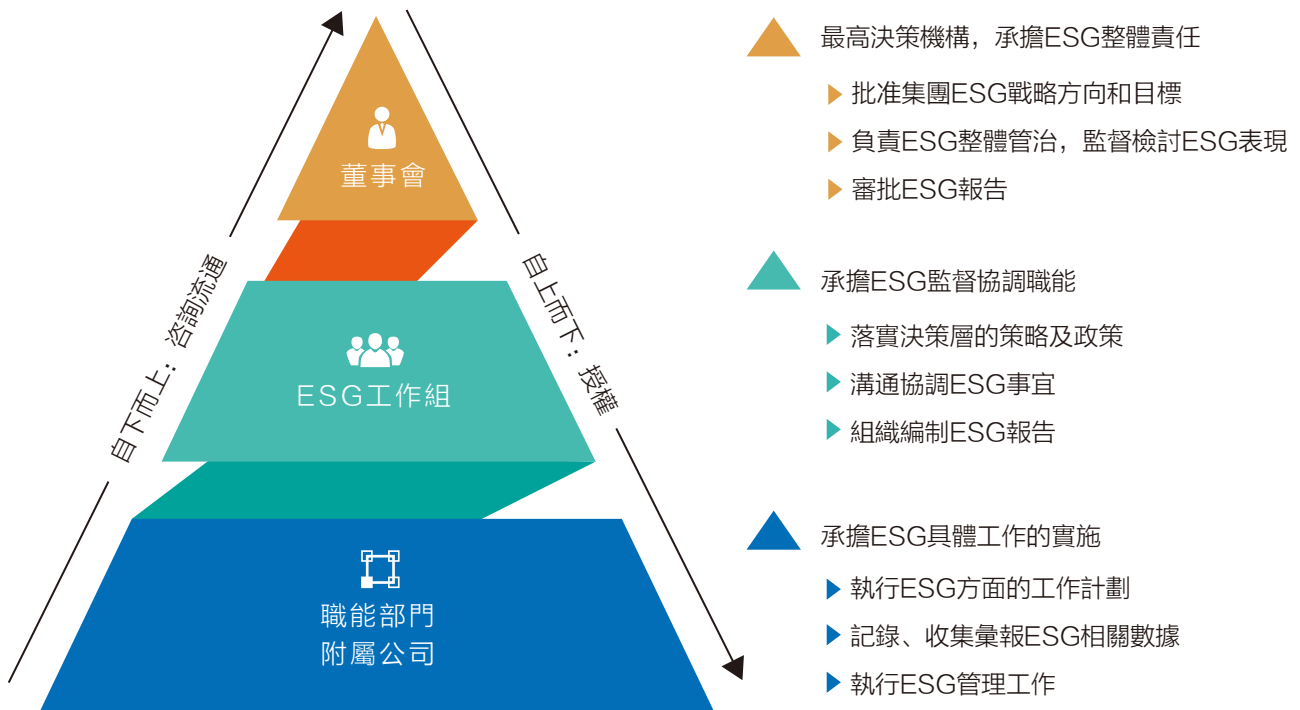 董事會
ESG工作組
職能部門
附屬公司
自下而上：咨詢流通
自上而下：授權
最高決策機構，承擔ESG整體責任
批准集團ESG戰略方向和目標
負責ESG整體管治，監督檢討ESG表現
審批ESG報告
承擔ESG監督協調職能
落實決策層的策略及政策
溝通協調ESG事宜
組織編制ESG報告
承擔ESG具體工作的實施
執行ESG方面的工作計劃
記錄、收集彙報ESG相關數據
執行ESG管理工作